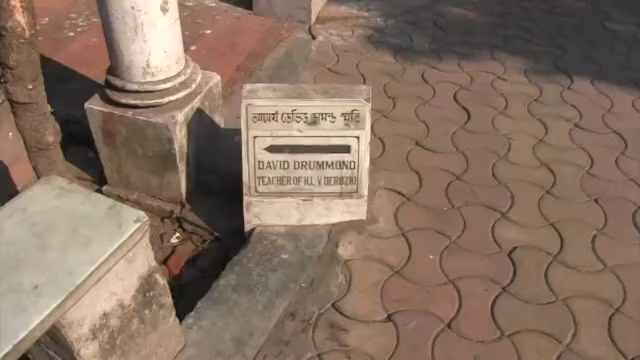 আচার্য ডেভিড ড্রামন্ড স্মৃতি
DAVID DRUMMOND
TEACHER OF H.L.V DEROZIO